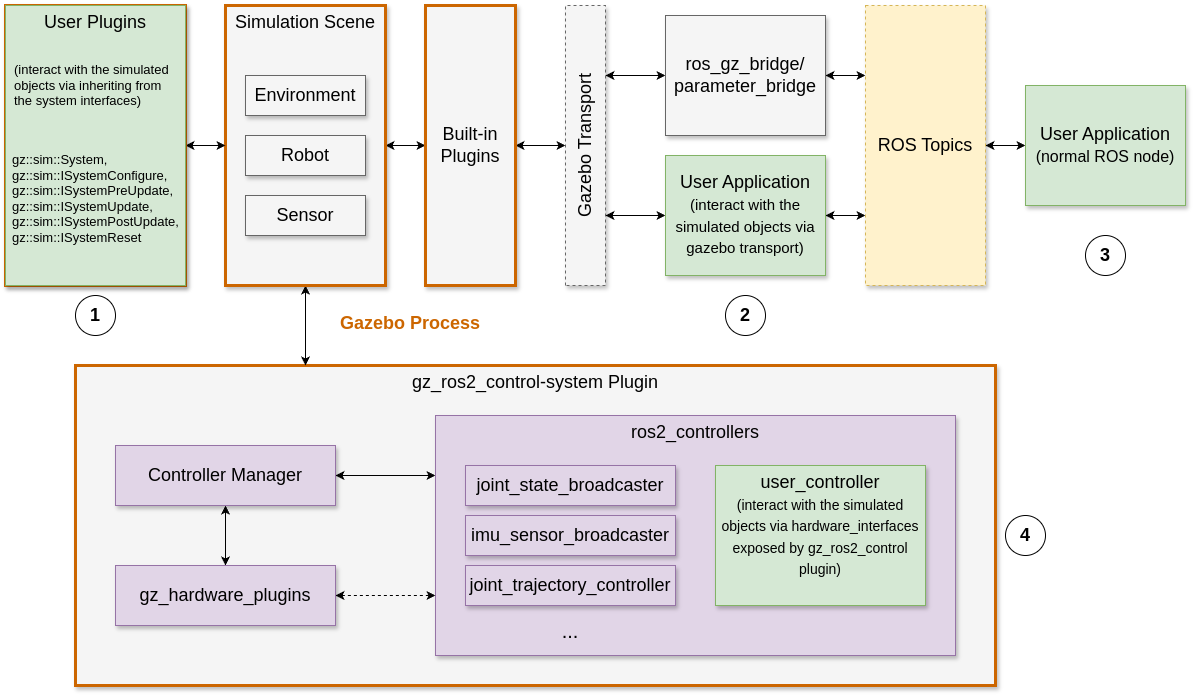 User Plugins
(interact with the simulated
objects via inheriting from
the system interfaces)
gz::sim::System,
gz::sim::ISystemConfigure,
gz::sim::ISystemPreUpdate,
gz::sim::ISystemUpdate,
gz::sim::ISystemPostUpdate,
gz::sim::ISystemReset
1
Simulation Scene
Environment
Robot
Sensor
Built-in
Plugins
Gazebo Transport
ros_gz_bridge/
parameter_bridge
User Application
(interact with the
simulated objects via
gazebo transport)
2
ROS Topics
User Application
(normal ROS node)
3
Gazebo Process
gz_ros2_control-system Plugin
Controller Manager
gz_hardware_plugins
ros2_controllers
joint_state_broadcaster
imu_sensor_broadcaster
joint_trajectory_controller
...
user_controller
(interact with the simulated
objects via hardware_interfaces
exposed by gz_ros2_control
plugin)
4